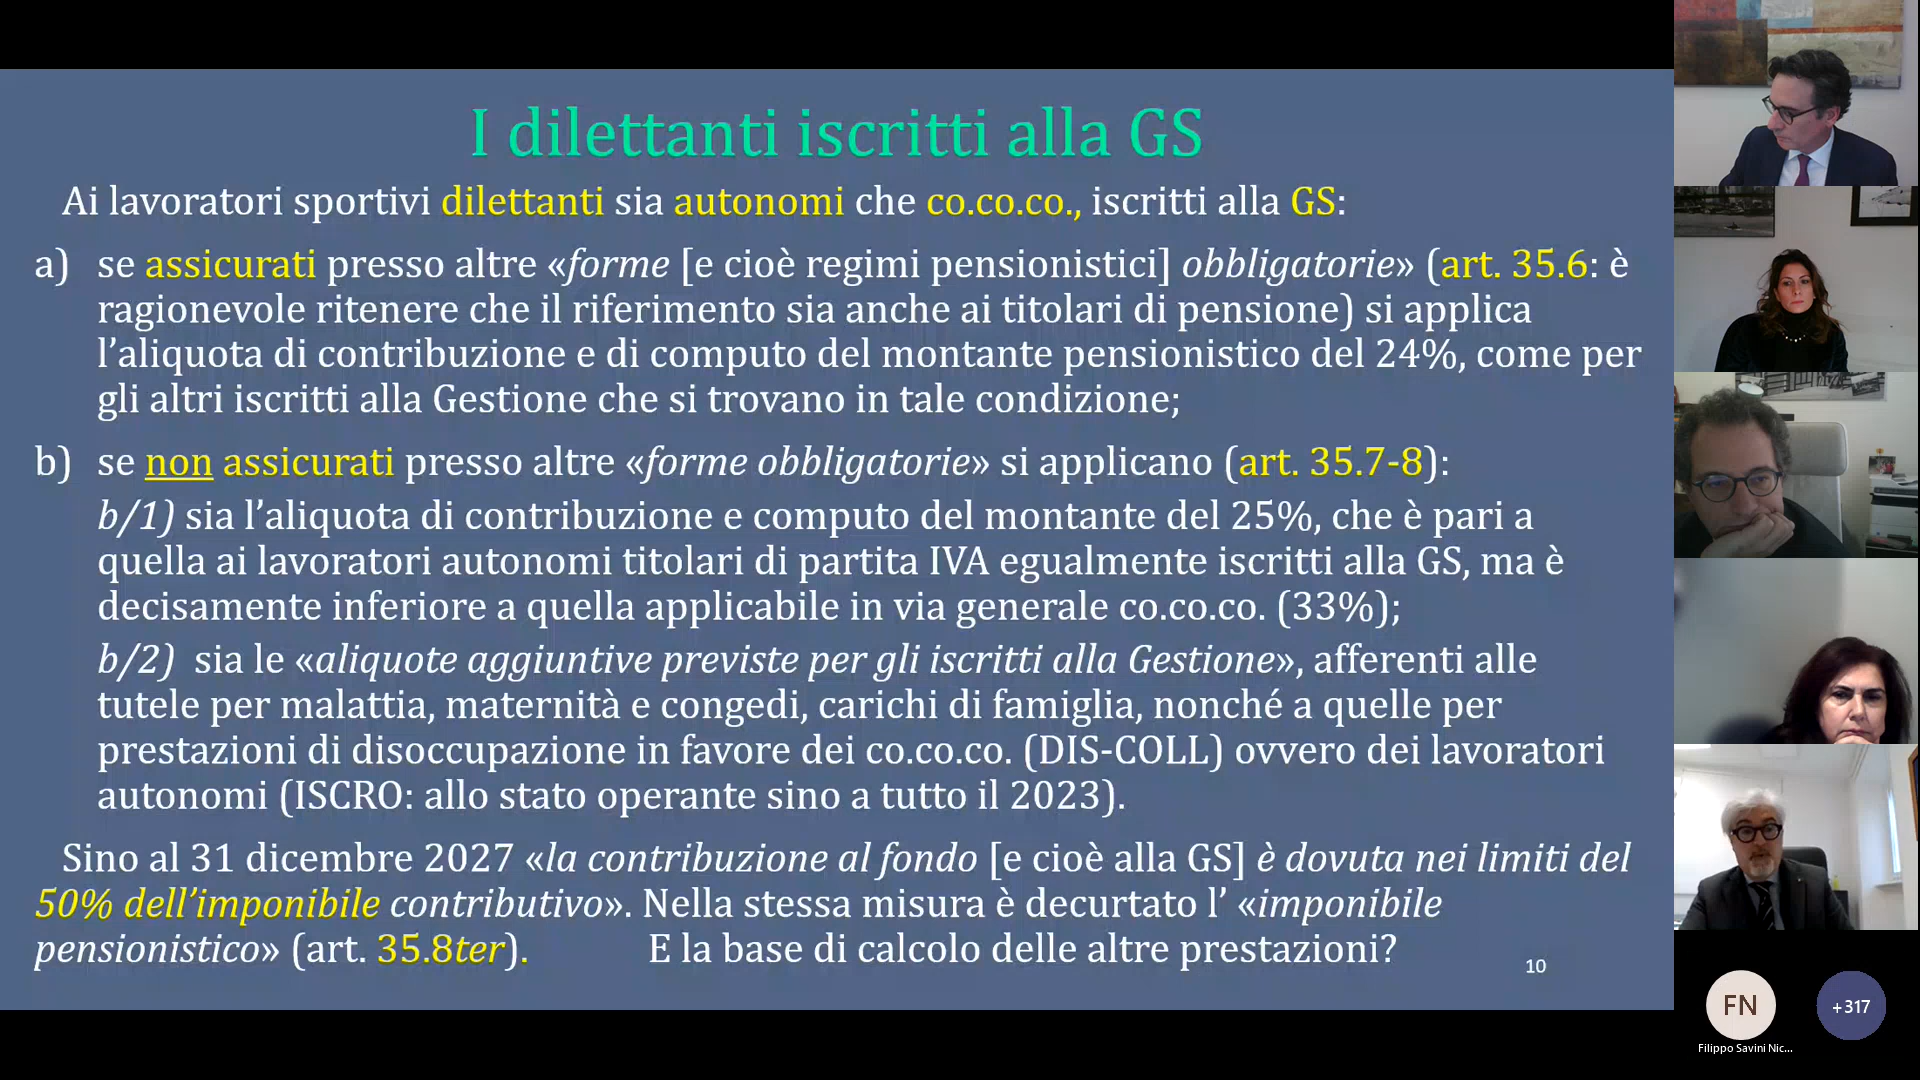 I dilettanti iscritti alla GS
Ai lavoratori sportivi dilettanti sia autonomi che co.co.co., iscritti alla GS:
a) se assicurati presso altre «forme [e cioè regimi pensionistici] obbligatorie» (art. 35.6: è
ragionevole ritenere che il riferimento sia anche ai titolari di pensione) si applica
l’aliquota di contribuzione e di computo del montante pensionistico del 24%, come per
gli altri iscritti alla Gestione che si trovano in tale condizione;
b) se non assicurati presso altre «forme obbligatorie» si applicano (art. 35.7-8):
b/1) sia l’aliquota di contribuzione e computo del montante del 25%, che è pari a
quella ai lavoratori autonomi titolari di partita IVA egualmente iscritti alla GS, ma è
decisamente inferiore a quella applicabile in via generale co.co.co. (33%);
b/2) sia le «aliquote aggiuntive previste per gli iscritti alla Gestione», afferenti alle
tutele per malattia, maternità e congedi, carichi di famiglia, nonché a quelle per
prestazioni di disoccupazione in favore dei co.co.co. (DIS-COLL) ovvero dei lavoratori
autonomi (ISCRO: allo stato operante sino a tutto il 2023).
Sino al 31 dicembre 2027 «la contribuzione al fondo [e cioè alla GS] è dovuta nei limiti del
50% dell’imponibile contributivo». Nella stessa misura è decurtato l’ «imponibile
pensionistico» (art. 35.8ter). E la base di calcolo delle altre prestazioni?
10
FN
+317
Filippo Savini Nic...